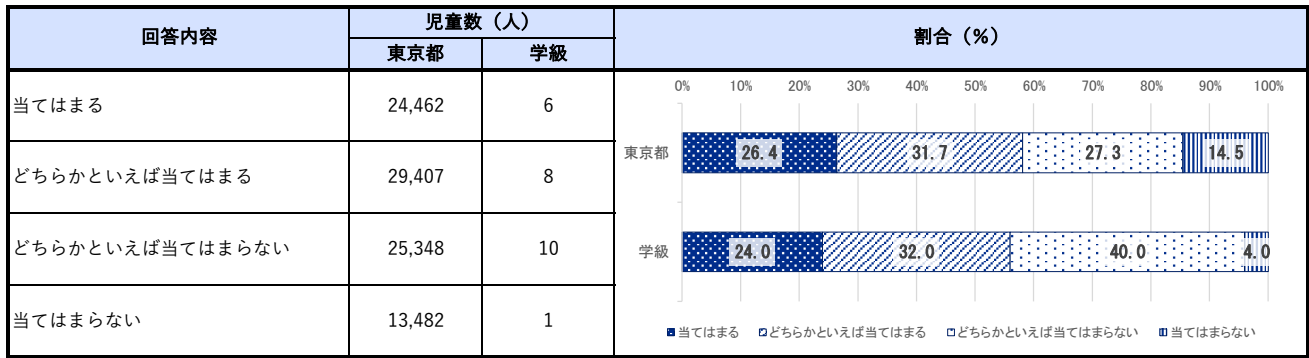 回答内容 児童数（人） 割合（%）
東京都 学級
当てはまる 24,462 6
どちらかといえば当てはまる 29,407 8
どちらかといえば当てはまらない 25,348 10
当てはまらない 13,482 1
0% 10% 20% 30% 40% 50% 60% 70% 80% 90% 100%
東京都 26.4 31.7 27.3 14.5
学級 24.0 32.0 40.0 4.0
当てはまる どちらかといえば当てはまる どちらかといえば当てはまらない 当てはまらない